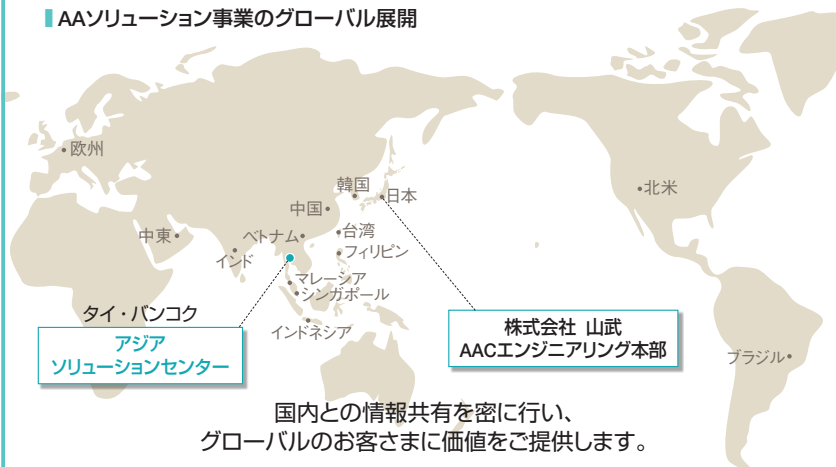 AAソリューション事業のグローバル展開
欧州
韓国
日本
北米
中国
中東
ベトナム
台湾
インド
フィリピン
マレーシア
シンガポール
インドネシア
タイ・バンコク
アジア
ソリューションセンター
株式会社 山武
AACエンジニアリング本部
ブラジル
国内との情報共有を密に行い、
グローバルのお客さまに価値をご提供します。